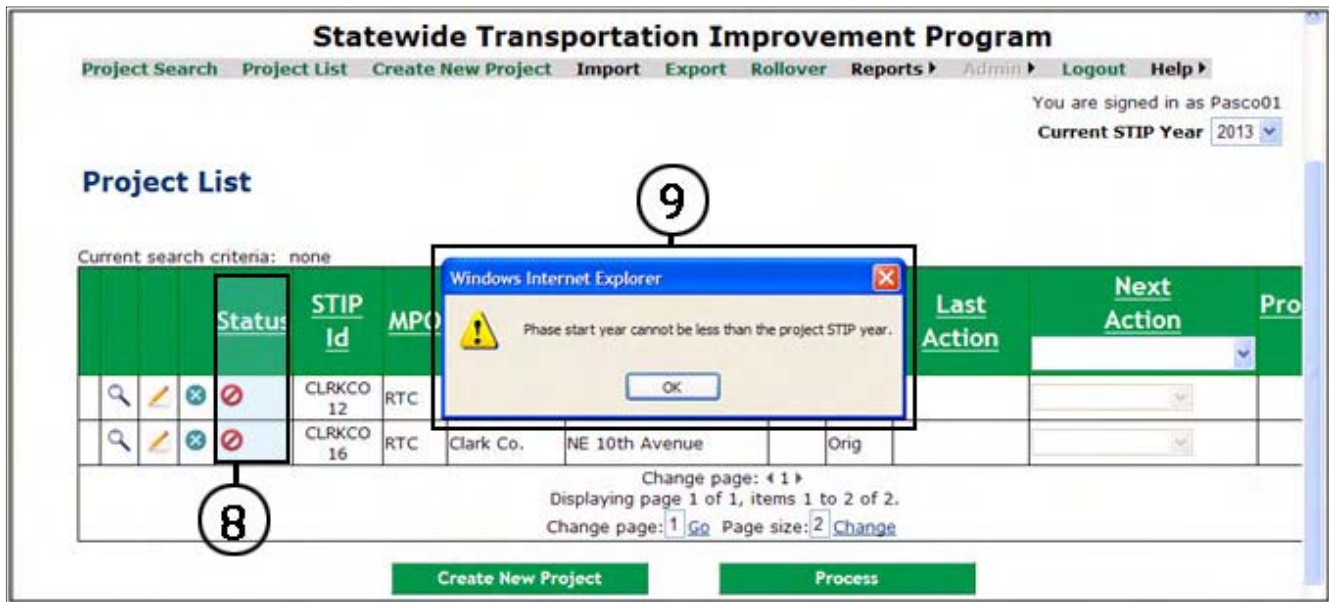 Statewide Transportation Improvement Program
Project Search Project List Create New Project Import Export Rollover Reports Admin Logout Help
You are signed in as Pasco01
Current STIP Year 2013
Project List
9
Current search criteria: none
Windows Internet Explorer
Phase start year cannot be less than the project STIP year.
OK
Status STIP Id MPO Last Action Next Action Pro
CLRKCO 12 RTC
CLRKCO 16 RTC Clark Co. NE 10th Avenue Orig
Change page: 1
Displaying page 1 of 1, items 1 to 2 of 2.
Change page: 1 Go Page size: 2 Change
8
Create New Project Process